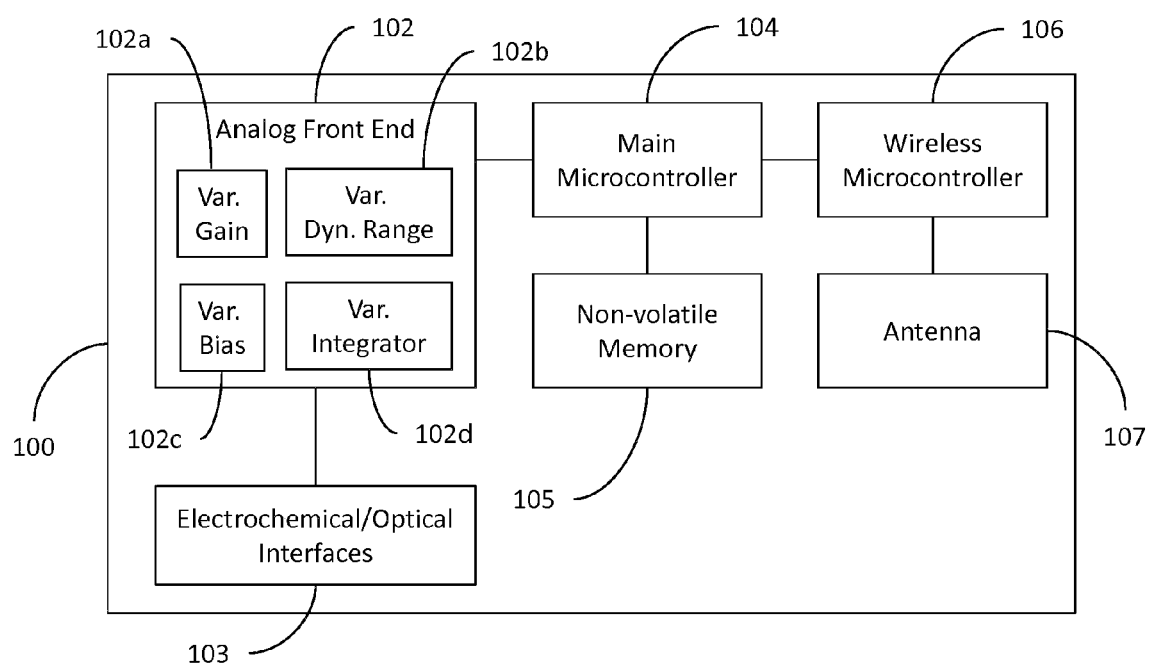 102a
102
102b
104
106
Analog Front End
Var.
Gain
Var.
Dyn. Range
Var.
Bias
Var.
Integrator
Main
Microcontroller
Wireless
Microcontroller
Non-volatile
Memory
Antenna
100
102c
102d
105
107
Electrochemical/Optical
Interfaces
103